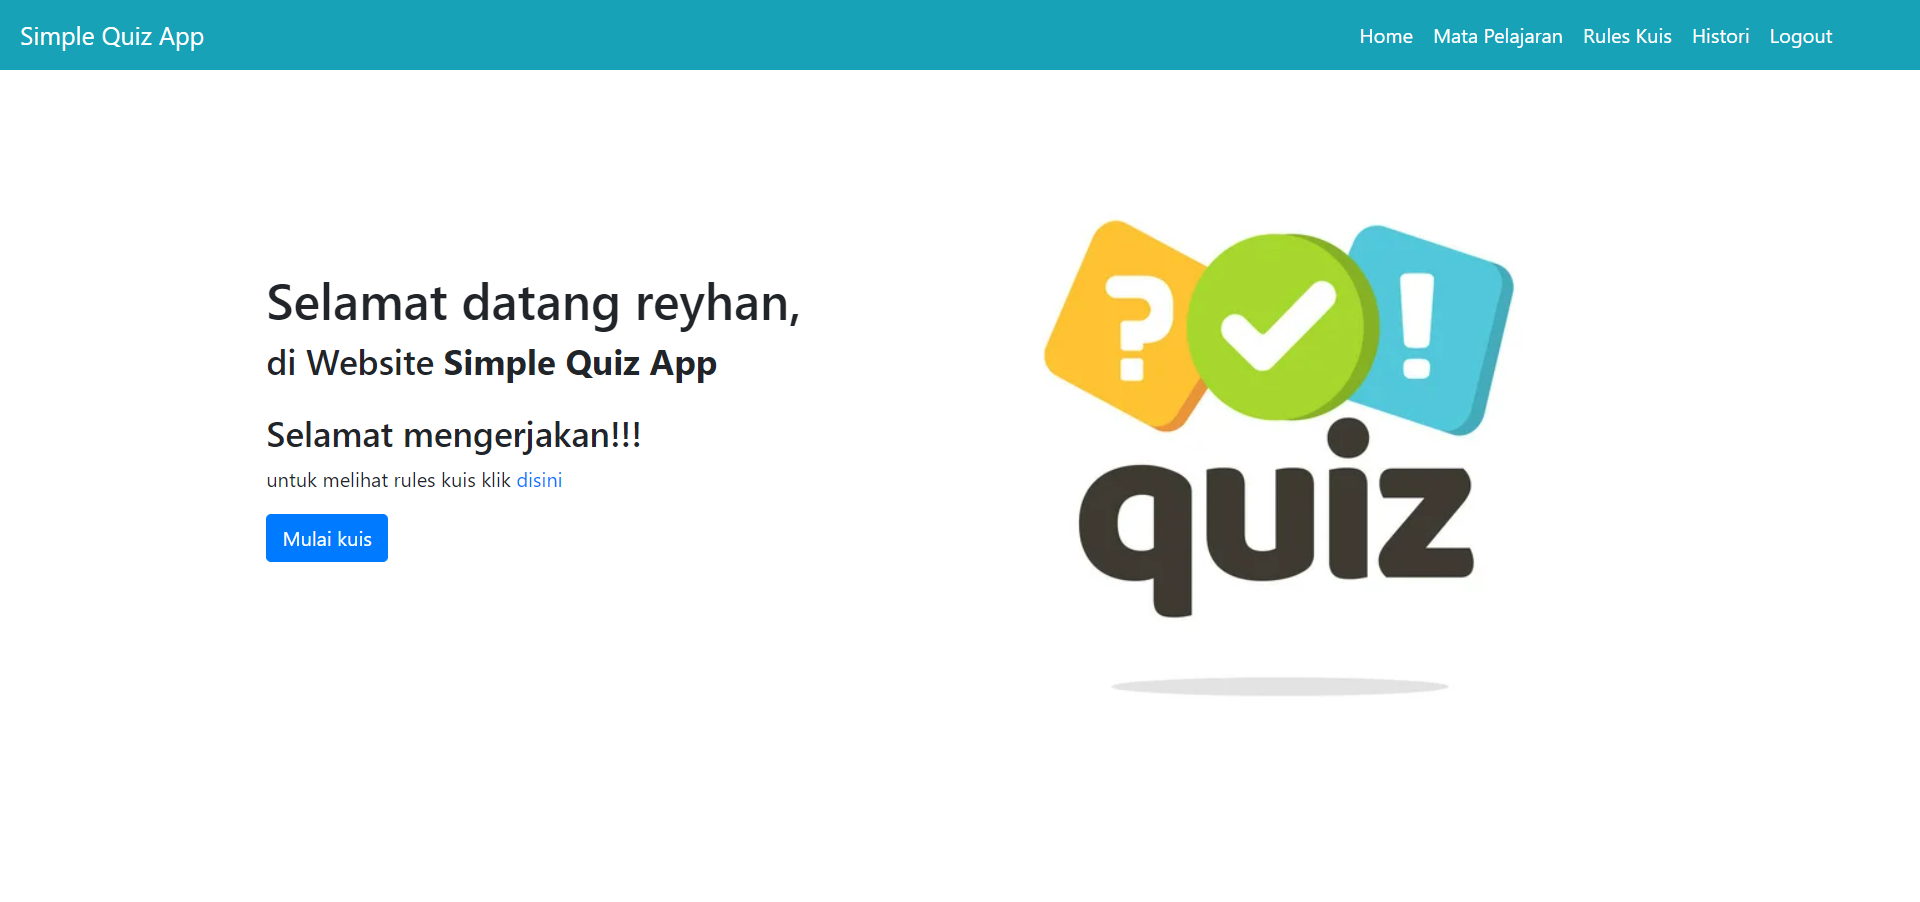 Simple Quiz App
Home Mata Pelajaran Rules Kuis Histori Logout
Selamat datang reyhan,
di Website Simple Quiz App
Selamat mengerjakan!!!
untuk melihat rules kuis klik disini
Mulai kuis
? !
quiz